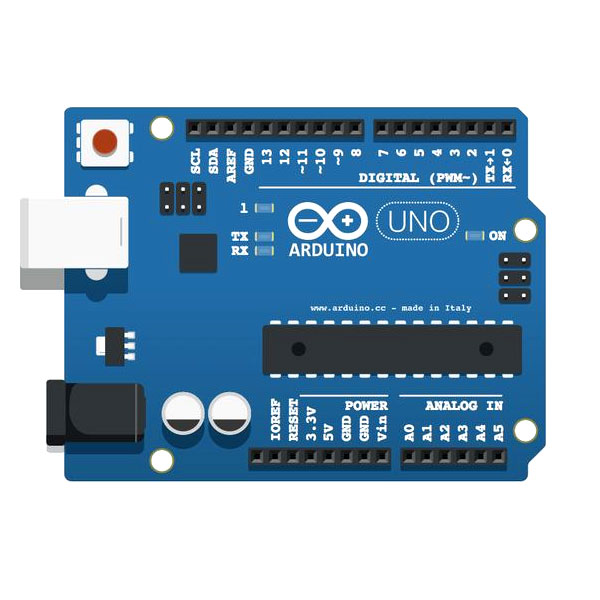 SCL SDA AREF GND 13 12 ~11 ~10 ~9 8 7 6 5 4 3 2 TX→1 RX←0
DIGITAL (PWM~)
1
TX
RX
UNO
ON
ARDUINO
www.arduino.cc - made in Italy
POWER
ANALOG IN
IOREF RESET 3.3V 5V GND GND Vin A0 A1 A2 A3 A4 A5